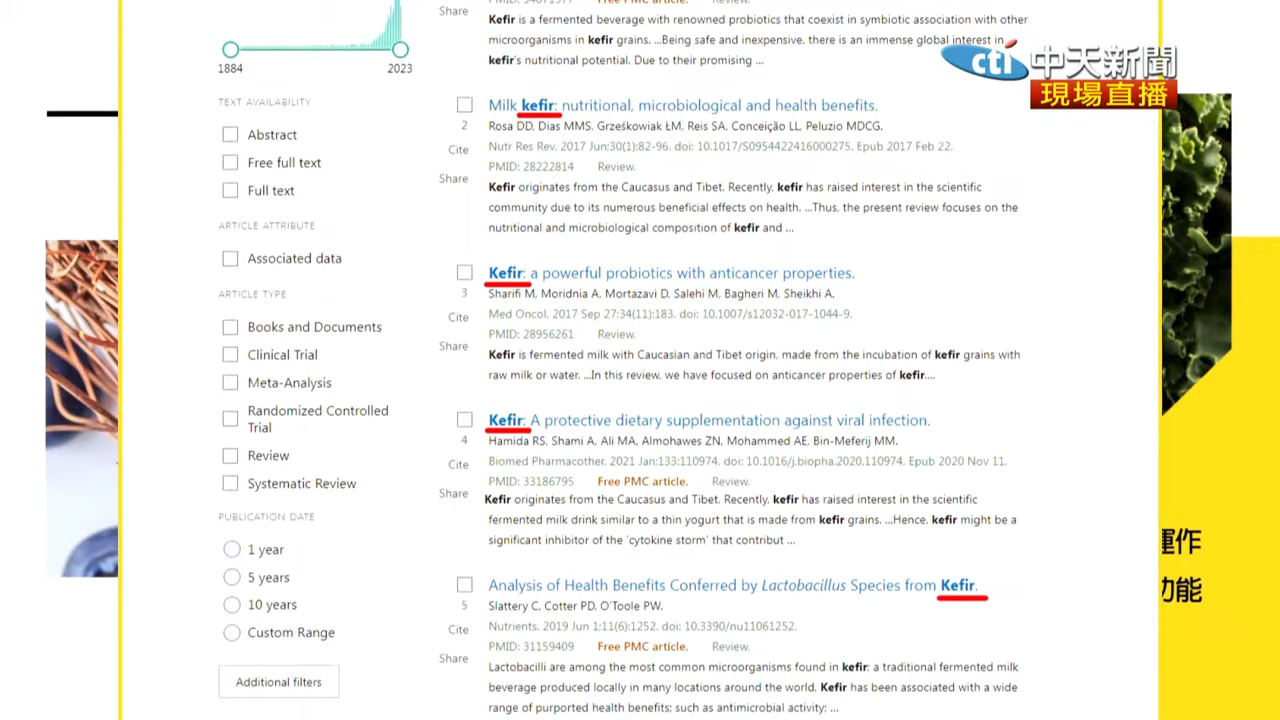 Share
Kefir is a fermented beverage with renowned probiotics that coexist in symbiotic association with other
microorganisms in kefir grains. ...Being safe and inexpensive, there is an immense global interest in
kefir's nutritional potential. Due to their promising ...
cti 中天新聞
現場直播
1884 2023
TEXT AVAILABILITY
Abstract
Free full text
Full text
ARTICLE ATTRIBUTE
Associated data
ARTICLE TYPE
Books and Documents
Clinical Trial
Meta-Analysis
Randomized Controlled
Trial
Review
Systematic Review
PUBLICATION DATE
1 year
5 years
10 years
Custom Range
Additional filters
Milk kefir: nutritional, microbiological and health benefits.
2
Cite
Share
Rosa DD, Dias MMS, Grześkowiak ŁM, Reis SA, Conceição LL, Peluzio MDCG.
Nutr Res Rev. 2017 Jun:30(1):82-96. doi: 10.1017/S0954422416000275. Epub 2017 Feb 22.
PMID: 28222814 Review.
Kefir originates from the Caucasus and Tibet. Recently, kefir has raised interest in the scientific
community due to its numerous beneficial effects on health. ...Thus, the present review focuses on the
nutritional and microbiological composition of kefir and ...
Kefir: a powerful probiotics with anticancer properties.
3
Cite
Share
Sharifi M, Moridnia A, Mortazavi D, Salehi M, Bagheri M, Sheikhi A.
Med Oncol. 2017 Sep 27:34(11):183. doi: 10.1007/s12032-017-1044-9.
PMID: 28956261 Review.
Kefir is fermented milk with Caucasian and Tibet origin, made from the incubation of kefir grains with
raw milk or water. ...In this review, we have focused on anticancer properties of kefir....
Kefir: A protective dietary supplementation against viral infection.
4
Cite
Share
Hamida RS, Shami A, Ali MA, Almohawes ZN, Mohammed AE, Bin-Meferij MM.
Biomed Pharmacother. 2021 Jan:133:110974. doi: 10.1016/j.biopha.2020.110974. Epub 2020 Nov 11.
PMID: 33186795 Free PMC article. Review.
Kefir originates from the Caucasus and Tibet. Recently, kefir has raised interest in the scientific
fermented milk drink similar to a thin yogurt that is made from kefir grains. ...Hence, kefir might be a
significant inhibitor of the 'cytokine storm' that contribut ...
Analysis of Health Benefits Conferred by Lactobacillus Species from Kefir.
5
Cite
Share
Slattery C, Cotter PD, O'Toole PW.
Nutrients. 2019 Jun 1:11(6):1252. doi: 10.3390/nu11061252.
PMID: 31159409 Free PMC article. Review.
Lactobacilli are among the most common microorganisms found in kefir: a traditional fermented milk
beverage produced locally in many locations around the world. Kefir has been associated with a wide
range of purported health benefits: such as antimicrobial activity: ...
運作
功能